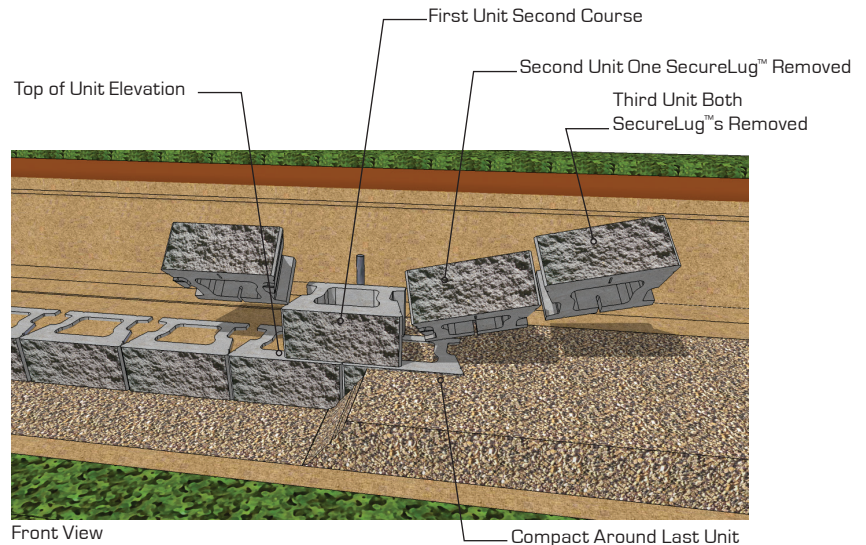 First Unit Second Course
Second Unit One SecureLug™ Removed
Top of Unit Elevation
Third Unit Both
SecureLug™s Removed
Front View
Compact Around Last Unit